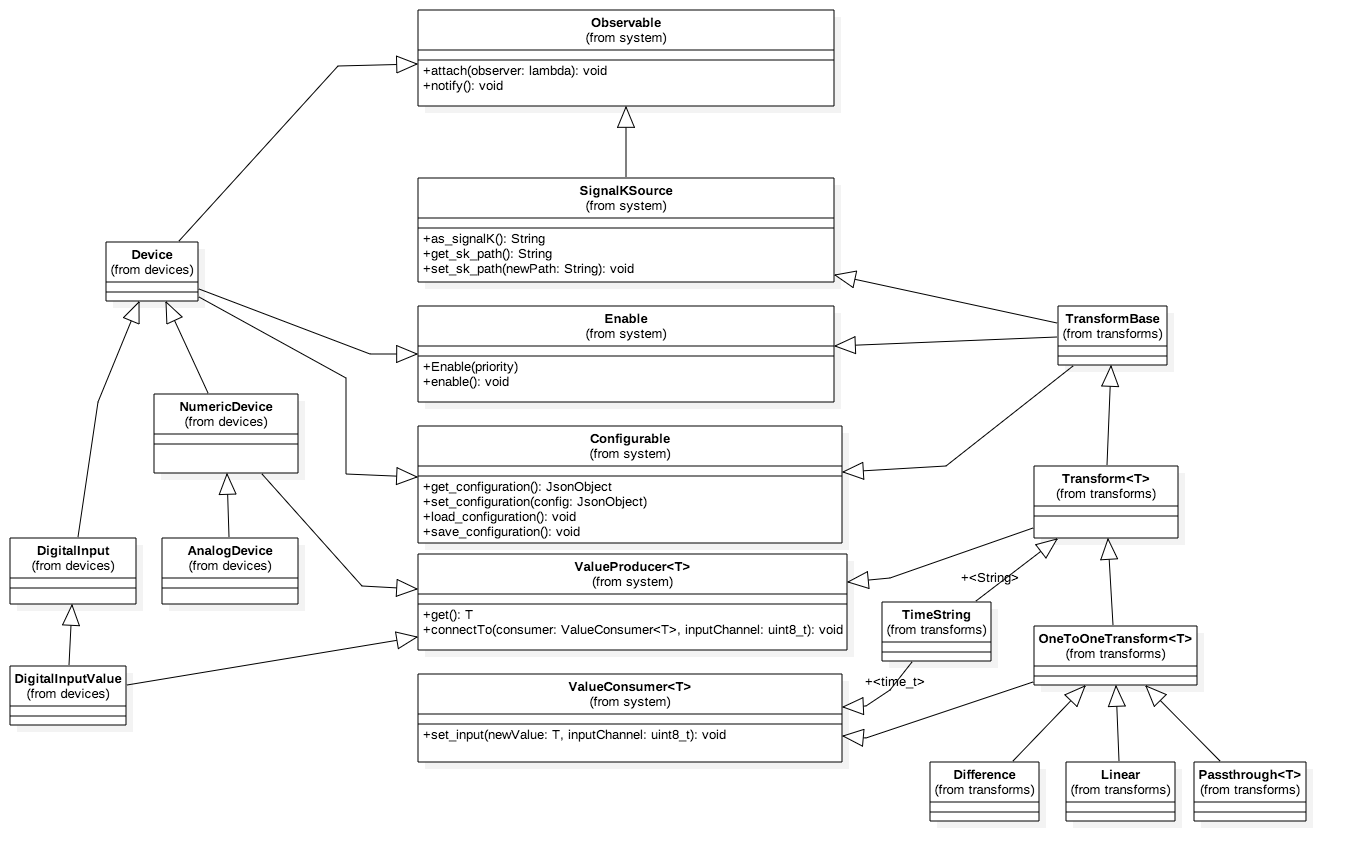 Observable
(from system)
+attach(observer: lambda): void
+notify(): void
SignalKSource
(from system)
+as_signalK(): String
+get_sk_path(): String
+set_sk_path(newPath: String): void
Device
(from devices)
Enable
(from system)
+Enable(priority)
+enable(): void
TransformBase
(from transforms)
NumericDevice
(from devices)
Configurable
(from system)
+get_configuration(): JsonObject
+set_configuration(config: JsonObject)
+load_configuration(): void
+save_configuration(): void
Transform<T>
(from transforms)
DigitalInput
(from devices)
AnalogDevice
(from devices)
ValueProducer<T>
(from system)
+get(): T
+connectTo(consumer: ValueConsumer<T>, inputChannel: uint8_t): void
+<String>
TimeString
(from transforms)
OneToOneTransform<T>
(from transforms)
DigitalInputValue
(from devices)
ValueConsumer<T>
(from system)
+set_input(newValue: T, inputChannel: uint8_t): void
+<time_t>
Difference
(from transforms)
Linear
(from transforms)
Passthrough<T>
(from transforms)